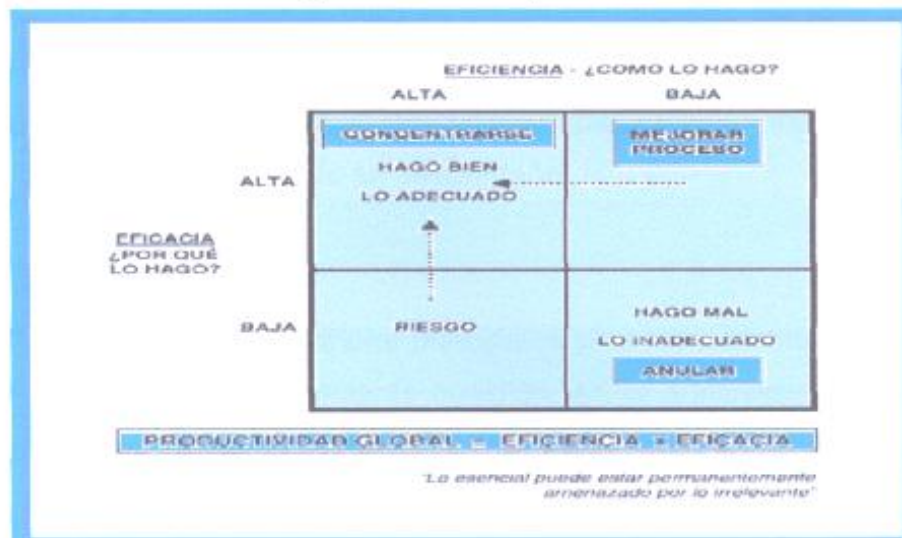 EFICIENCIA - ¿COMO LO HAGO?
ALTA BAJA
CONCENTRARSE
MEJORAR
PROCESO
HAGO BIEN
ALTA
LO ADECUADO
EFICACIA
¿POR QUÉ
LO HAGO?
BAJA
RIESGO
HAGO MAL
LO INADECUADO
ANULAR
PRODUCTIVIDAD GLOBAL = EFICIENCIA × EFICACIA
"Lo esencial puede estar permanentemente
amenazado por lo irrelevante"